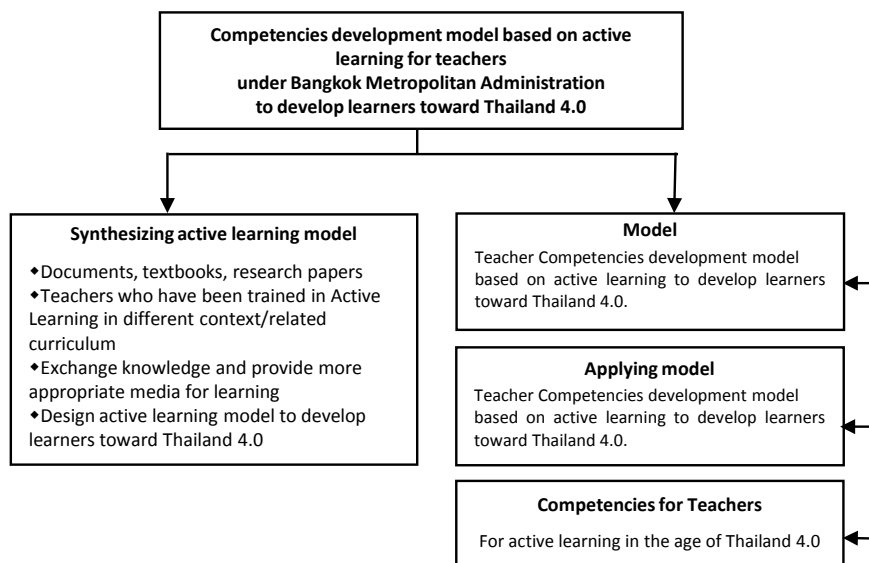 Competencies development model based on active
learning for teachers
under Bangkok Metropolitan Administration
to develop learners toward Thailand 4.0
Synthesizing active learning model
◆Documents, textbooks, research papers
◆Teachers who have been trained in Active
Learning in different context/related
curriculum
◆Exchange knowledge and provide more
appropriate media for learning
◆Design active learning model to develop
learners toward Thailand 4.0
Model
Teacher Competencies development model
based on active learning to develop learners
toward Thailand 4.0.
Applying model
Teacher Competencies development model
based on active learning to develop learners
toward Thailand 4.0.
Competencies for Teachers
For active learning in the age of Thailand 4.0